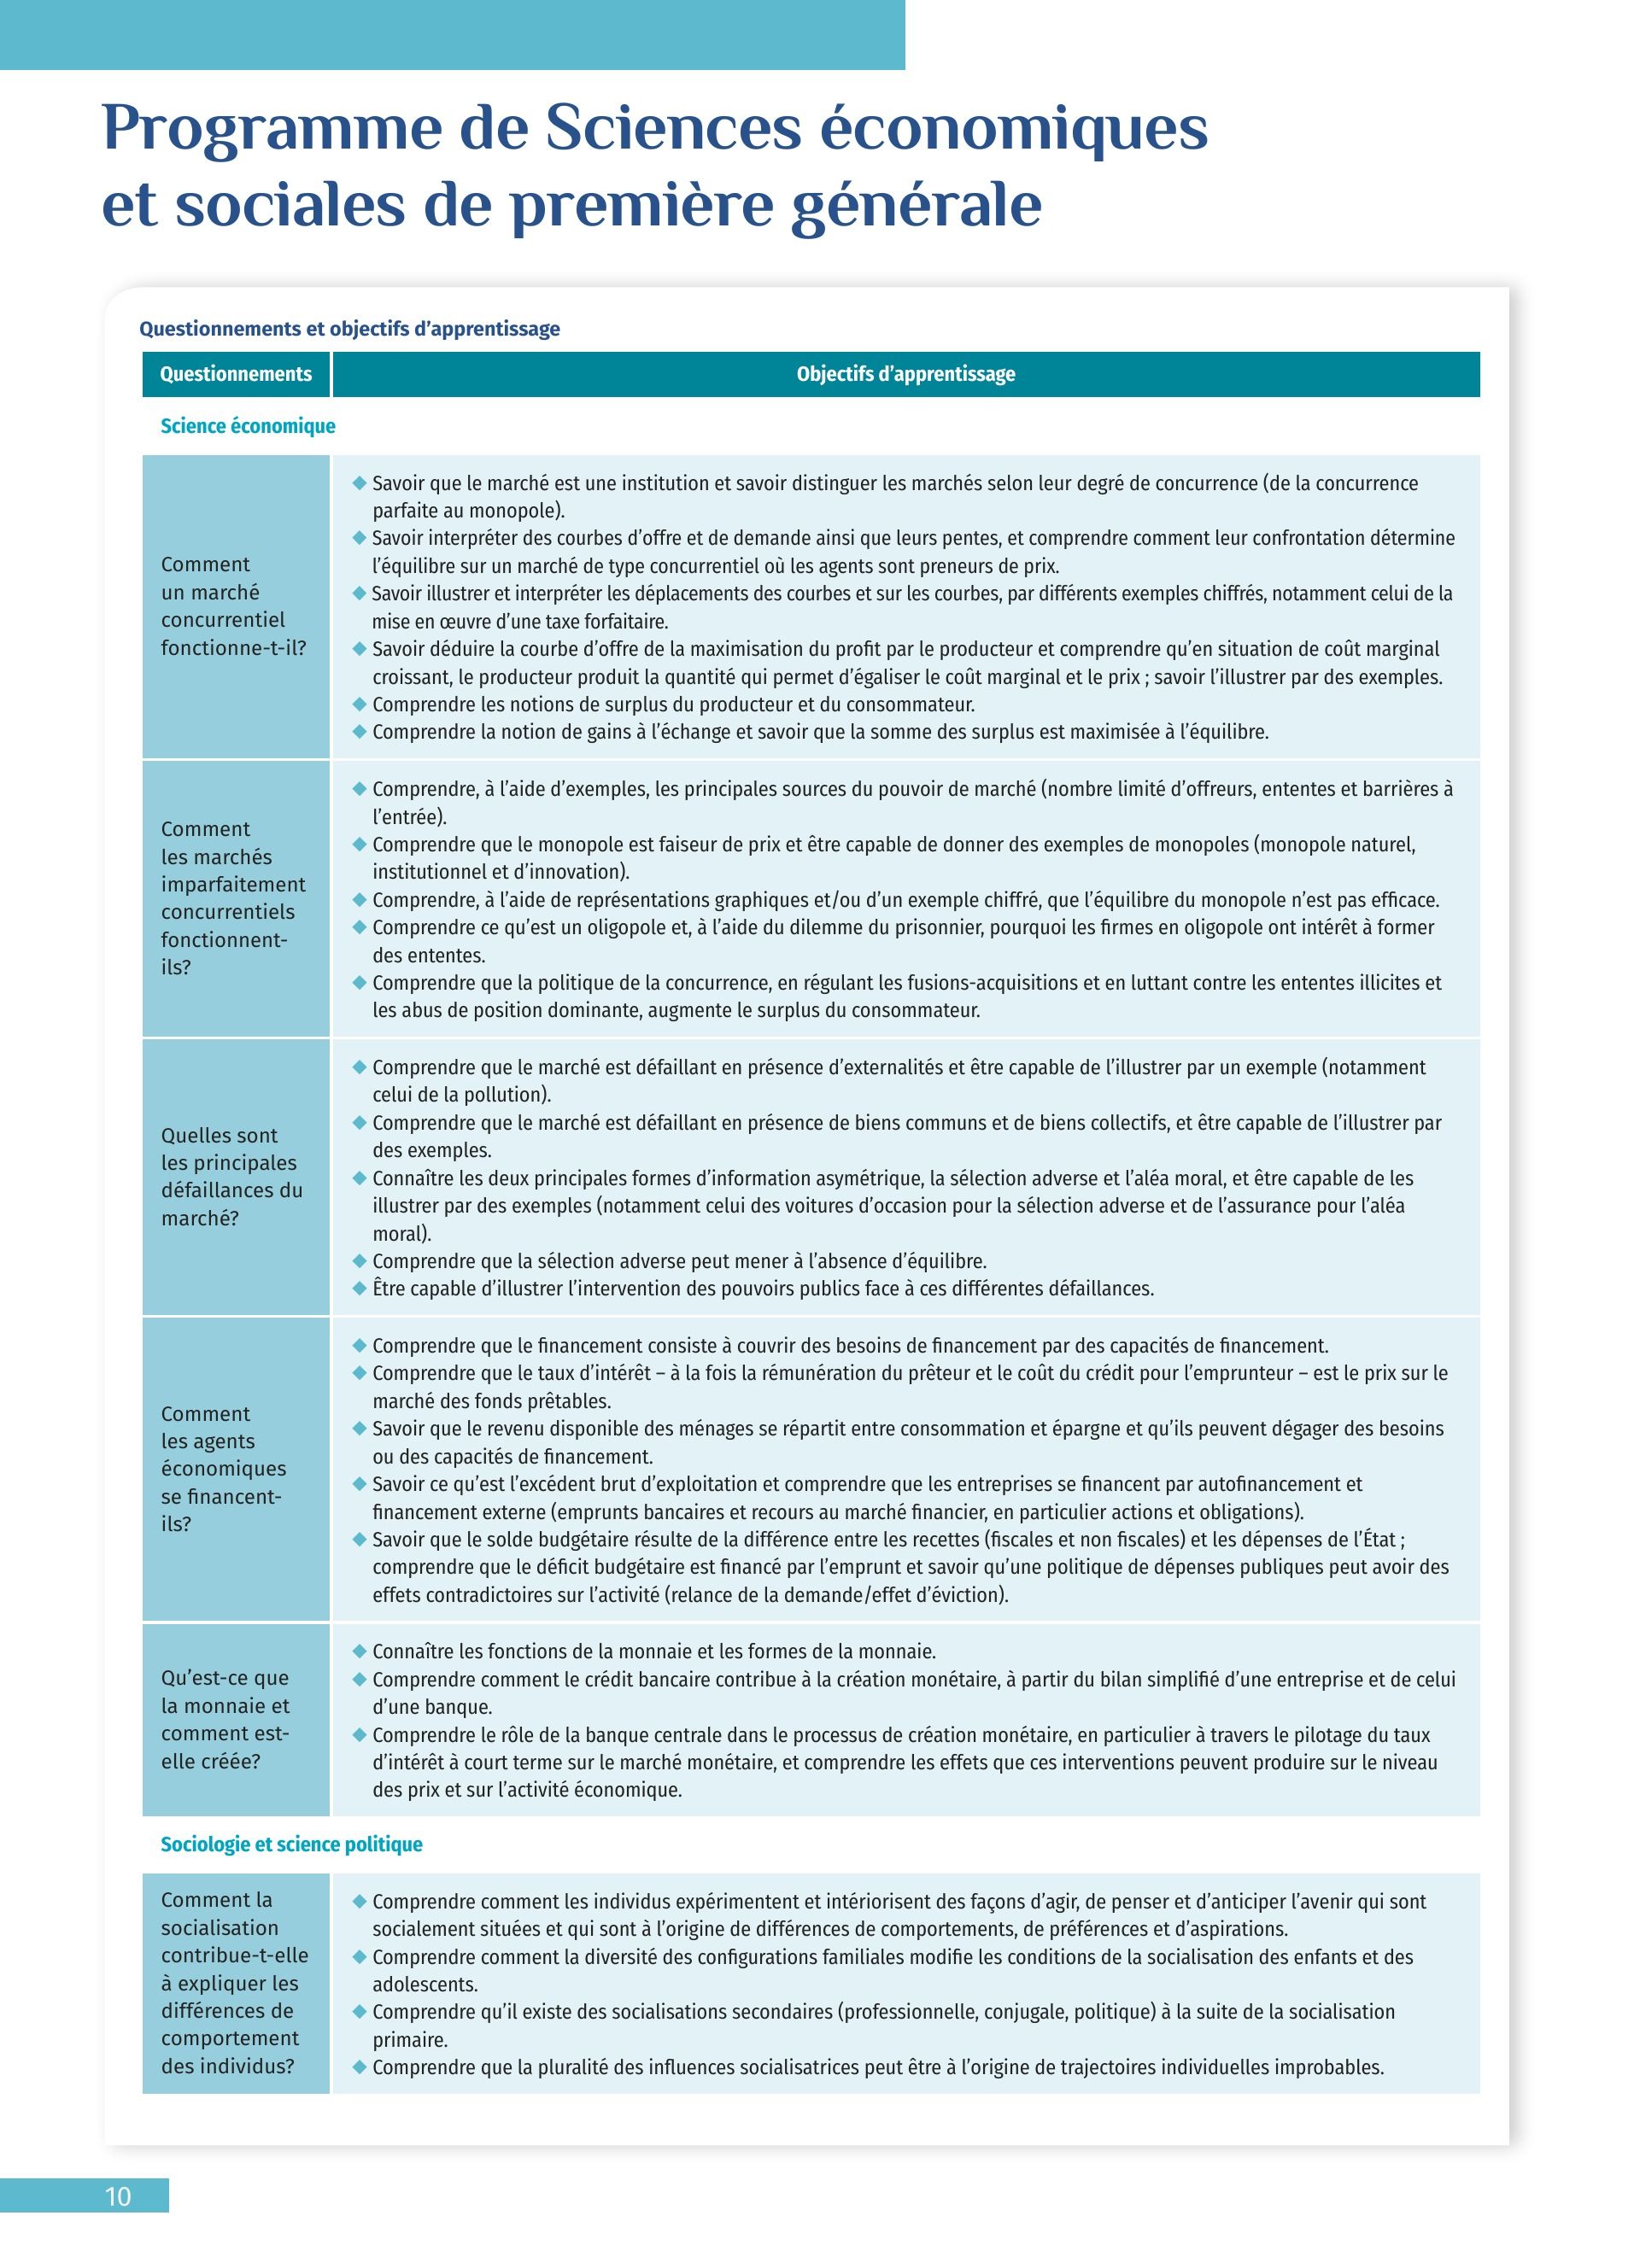 Programme de Sciences économiques
et sociales de première générale
Questionnements et objectifs d’apprentissage
Questionnements
Objectifs d’apprentissage
Science économique
Comment
un marché
concurrentiel
fonctionne-t-il?
◆ Savoir que le marché est une institution et savoir distinguer les marchés selon leur degré de concurrence (de la concurrence
parfaite au monopole).
◆ Savoir interpréter des courbes d’offre et de demande ainsi que leurs pentes, et comprendre comment leur confrontation détermine
l’équilibre sur un marché de type concurrentiel où les agents sont preneurs de prix.
◆ Savoir illustrer et interpréter les déplacements des courbes et sur les courbes, par différents exemples chiffrés, notamment celui de la
mise en œuvre d’une taxe forfaitaire.
◆ Savoir déduire la courbe d’offre de la maximisation du profit par le producteur et comprendre qu’en situation de coût marginal
croissant, le producteur produit la quantité qui permet d’égaliser le coût marginal et le prix ; savoir l’illustrer par des exemples.
◆ Comprendre les notions de surplus du producteur et du consommateur.
◆ Comprendre la notion de gains à l’échange et savoir que la somme des surplus est maximisée à l’équilibre.
Comment
les marchés
imparfaitement
concurrentiels
fonctionnent-
ils?
◆ Comprendre, à l’aide d’exemples, les principales sources du pouvoir de marché (nombre limité d’offreurs, ententes et barrières à
l’entrée).
◆ Comprendre que le monopole est faiseur de prix et être capable de donner des exemples de monopoles (monopole naturel,
institutionnel et d’innovation).
◆ Comprendre, à l’aide de représentations graphiques et/ou d’un exemple chiffré, que l’équilibre du monopole n’est pas efficace.
◆ Comprendre ce qu’est un oligopole et, à l’aide du dilemme du prisonnier, pourquoi les firmes en oligopole ont intérêt à former
des ententes.
◆ Comprendre que la politique de la concurrence, en régulant les fusions-acquisitions et en luttant contre les ententes illicites et
les abus de position dominante, augmente le surplus du consommateur.
Quelles sont
les principales
défaillances du
marché?
◆ Comprendre que le marché est défaillant en présence d’externalités et être capable de l’illustrer par un exemple (notamment
celui de la pollution).
◆ Comprendre que le marché est défaillant en présence de biens communs et de biens collectifs, et être capable de l’illustrer par
des exemples.
◆ Connaître les deux principales formes d’information asymétrique, la sélection adverse et l’aléa moral, et être capable de les
illustrer par des exemples (notamment celui des voitures d’occasion pour la sélection adverse et de l’assurance pour l’aléa
moral).
◆ Comprendre que la sélection adverse peut mener à l’absence d’équilibre.
◆ Être capable d’illustrer l’intervention des pouvoirs publics face à ces différentes défaillances.
Comment
les agents
économiques
se financent-
ils?
◆ Comprendre que le financement consiste à couvrir des besoins de financement par des capacités de financement.
◆ Comprendre que le taux d’intérêt – à la fois la rémunération du prêteur et le coût du crédit pour l’emprunteur – est le prix sur le
marché des fonds prêtables.
◆ Savoir que le revenu disponible des ménages se répartit entre consommation et épargne et qu’ils peuvent dégager des besoins
ou des capacités de financement.
◆ Savoir ce qu’est l’excédent brut d’exploitation et comprendre que les entreprises se financent par autofinancement et
financement externe (emprunts bancaires et recours au marché financier, en particulier actions et obligations).
◆ Savoir que le solde budgétaire résulte de la différence entre les recettes (fiscales et non fiscales) et les dépenses de l’État ;
comprendre que le déficit budgétaire est financé par l’emprunt et savoir qu’une politique de dépenses publiques peut avoir des
effets contradictoires sur l’activité (relance de la demande/effet d’éviction).
Qu’est-ce que
la monnaie et
comment est-
elle créée?
◆ Connaître les fonctions de la monnaie et les formes de la monnaie.
◆ Comprendre comment le crédit bancaire contribue à la création monétaire, à partir du bilan simplifié d’une entreprise et de celui
d’une banque.
◆ Comprendre le rôle de la banque centrale dans le processus de création monétaire, en particulier à travers le pilotage du taux
d’intérêt à court terme sur le marché monétaire, et comprendre les effets que ces interventions peuvent produire sur le niveau
des prix et sur l’activité économique.
Sociologie et science politique
Comment la
socialisation
contribue-t-elle
à expliquer les
différences de
comportement
des individus?
◆ Comprendre comment les individus expérimentent et intériorisent des façons d’agir, de penser et d’anticiper l’avenir qui sont
socialement situées et qui sont à l’origine de différences de comportements, de préférences et d’aspirations.
◆ Comprendre comment la diversité des configurations familiales modifie les conditions de la socialisation des enfants et des
adolescents.
◆ Comprendre qu’il existe des socialisations secondaires (professionnelle, conjugale, politique) à la suite de la socialisation
primaire.
◆ Comprendre que la pluralité des influences socialisatrices peut être à l’origine de trajectoires individuelles improbables.
10